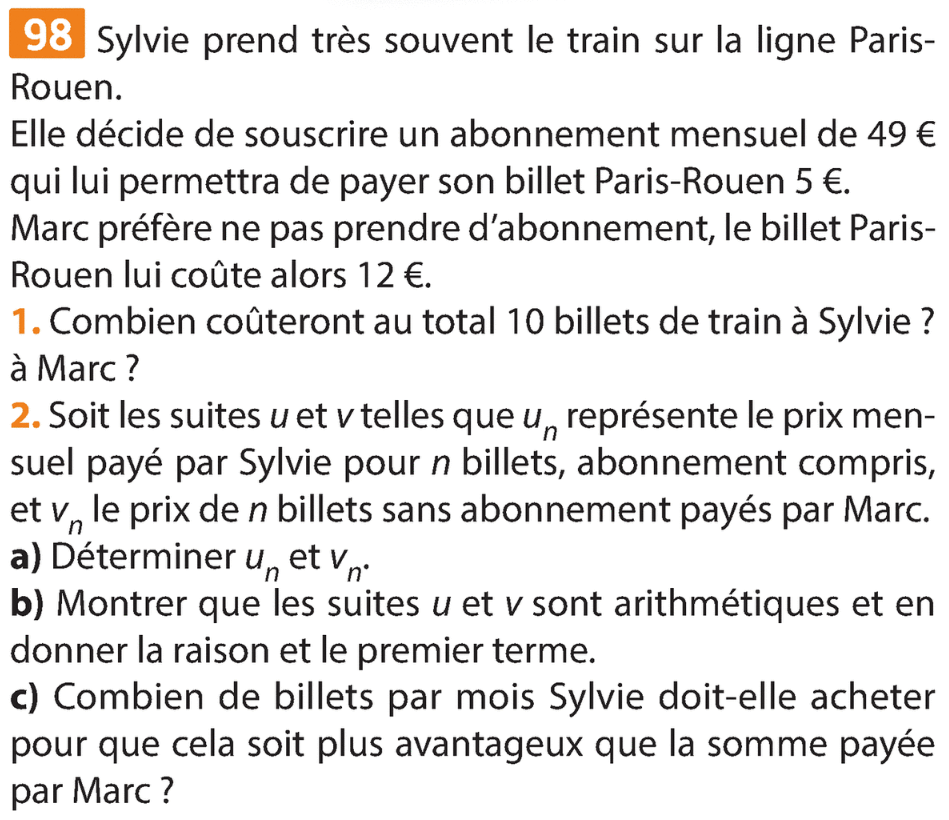 98 Sylvie prend très souvent le train sur la ligne Paris-
Rouen.
Elle décide de souscrire un abonnement mensuel de 49 €
qui lui permettra de payer son billet Paris-Rouen 5 €.
Marc préfère ne pas prendre d’abonnement, le billet Paris-
Rouen lui coûte alors 12 €.
1. Combien coûteront au total 10 billets de train à Sylvie ?
à Marc ?
2. Soit les suites u et v telles que uₙ représente le prix men-
suel payé par Sylvie pour n billets, abonnement compris,
et vₙ le prix de n billets sans abonnement payés par Marc.
a) Déterminer uₙ et vₙ.
b) Montrer que les suites u et v sont arithmétiques et en
donner la raison et le premier terme.
c) Combien de billets par mois Sylvie doit-elle acheter
pour que cela soit plus avantageux que la somme payée
par Marc ?